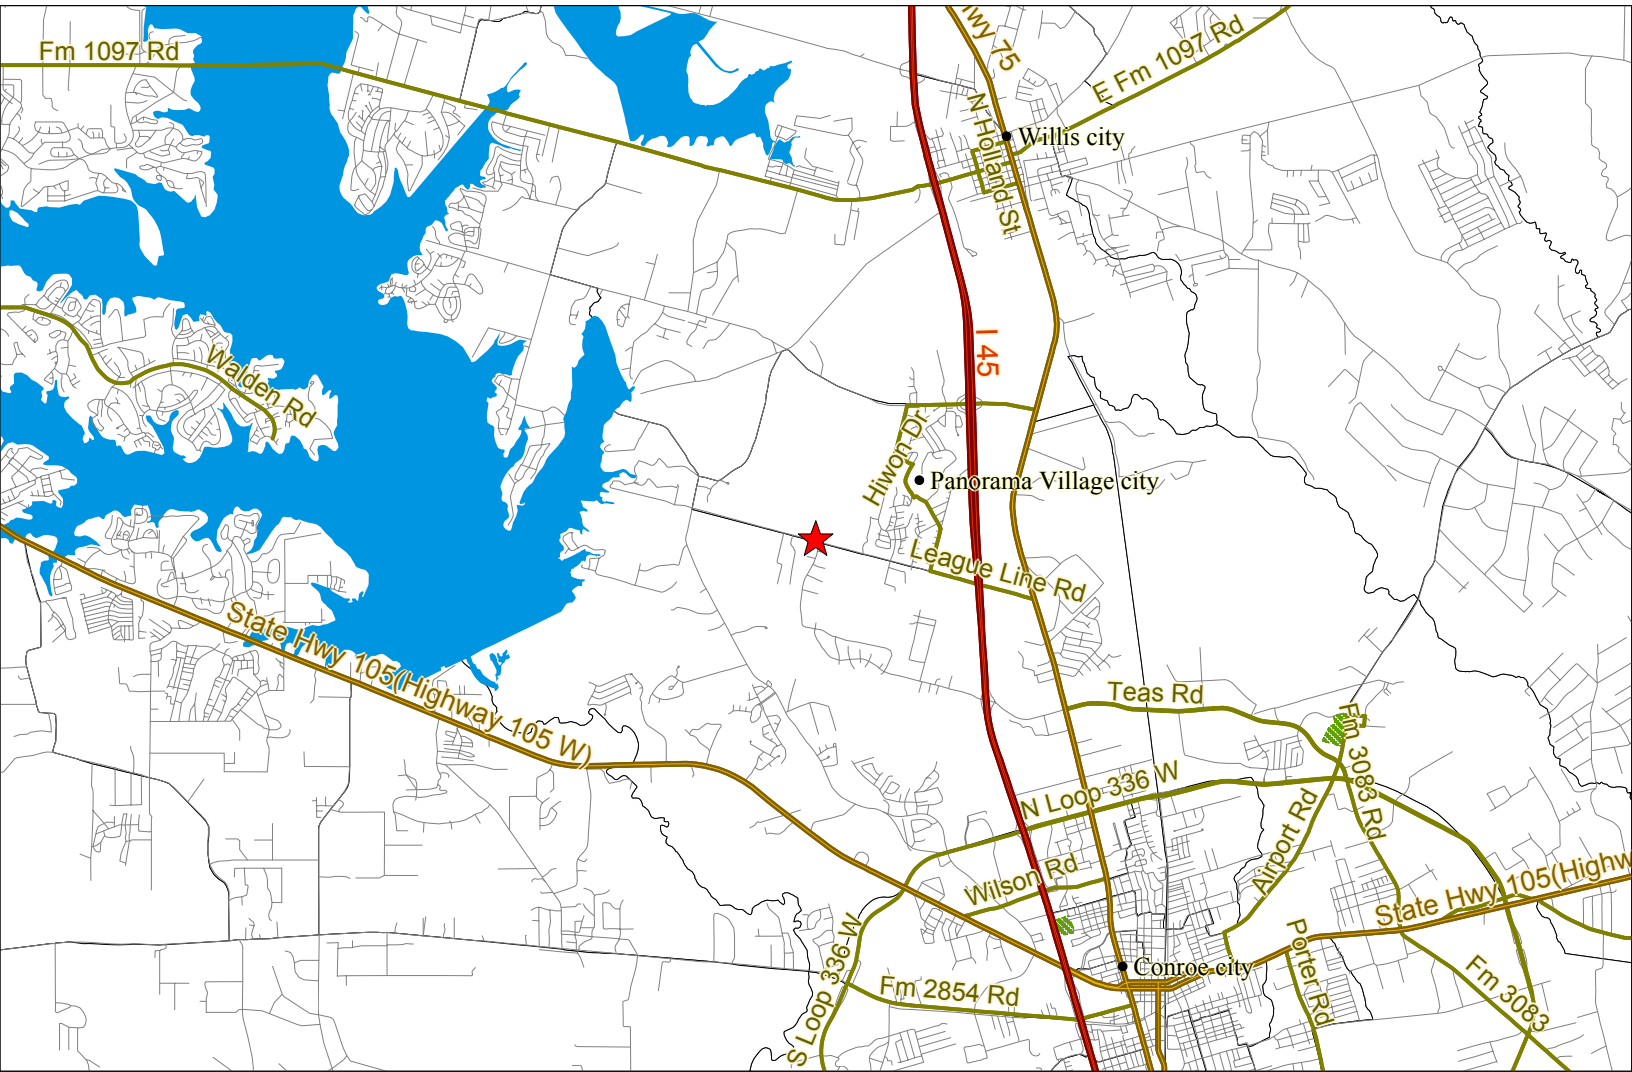 Fm 1097 Rd
Hwy 75
E Fm 1097 Rd
N Holland St
Willis city
I 45
Walden Rd
Hiwon Dr
Panorama Village city
League Line Rd
State Hwy 105(Highway 105 W)
Teas Rd
Fm 3083 Rd
N Loop 336 W
Airport Rd
Wilson Rd
State Hwy 105(Highw
S Loop 336 W
Porter Rd
Conroe city
Fm 2854 Rd
Fm 3083